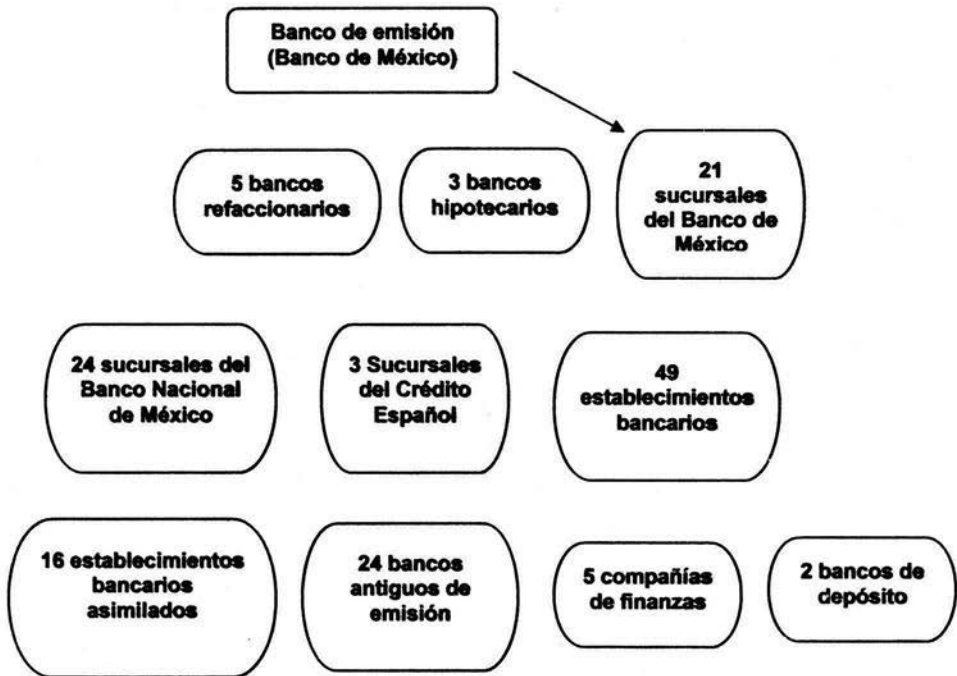 Banco de emisión
(Banco de México)
5 bancos
refaccionarios
3 bancos
hipotecarios
21
sucursales
del Banco de
México
24 sucursales del
Banco Nacional
de México
3 Sucursales
del Crédito
Español
49
establecimientos
bancarios
16 establecimientos
bancarios
asimilados
24 bancos
antiguos de
emisión
5 compañías
de finanzas
2 bancos de
depósito